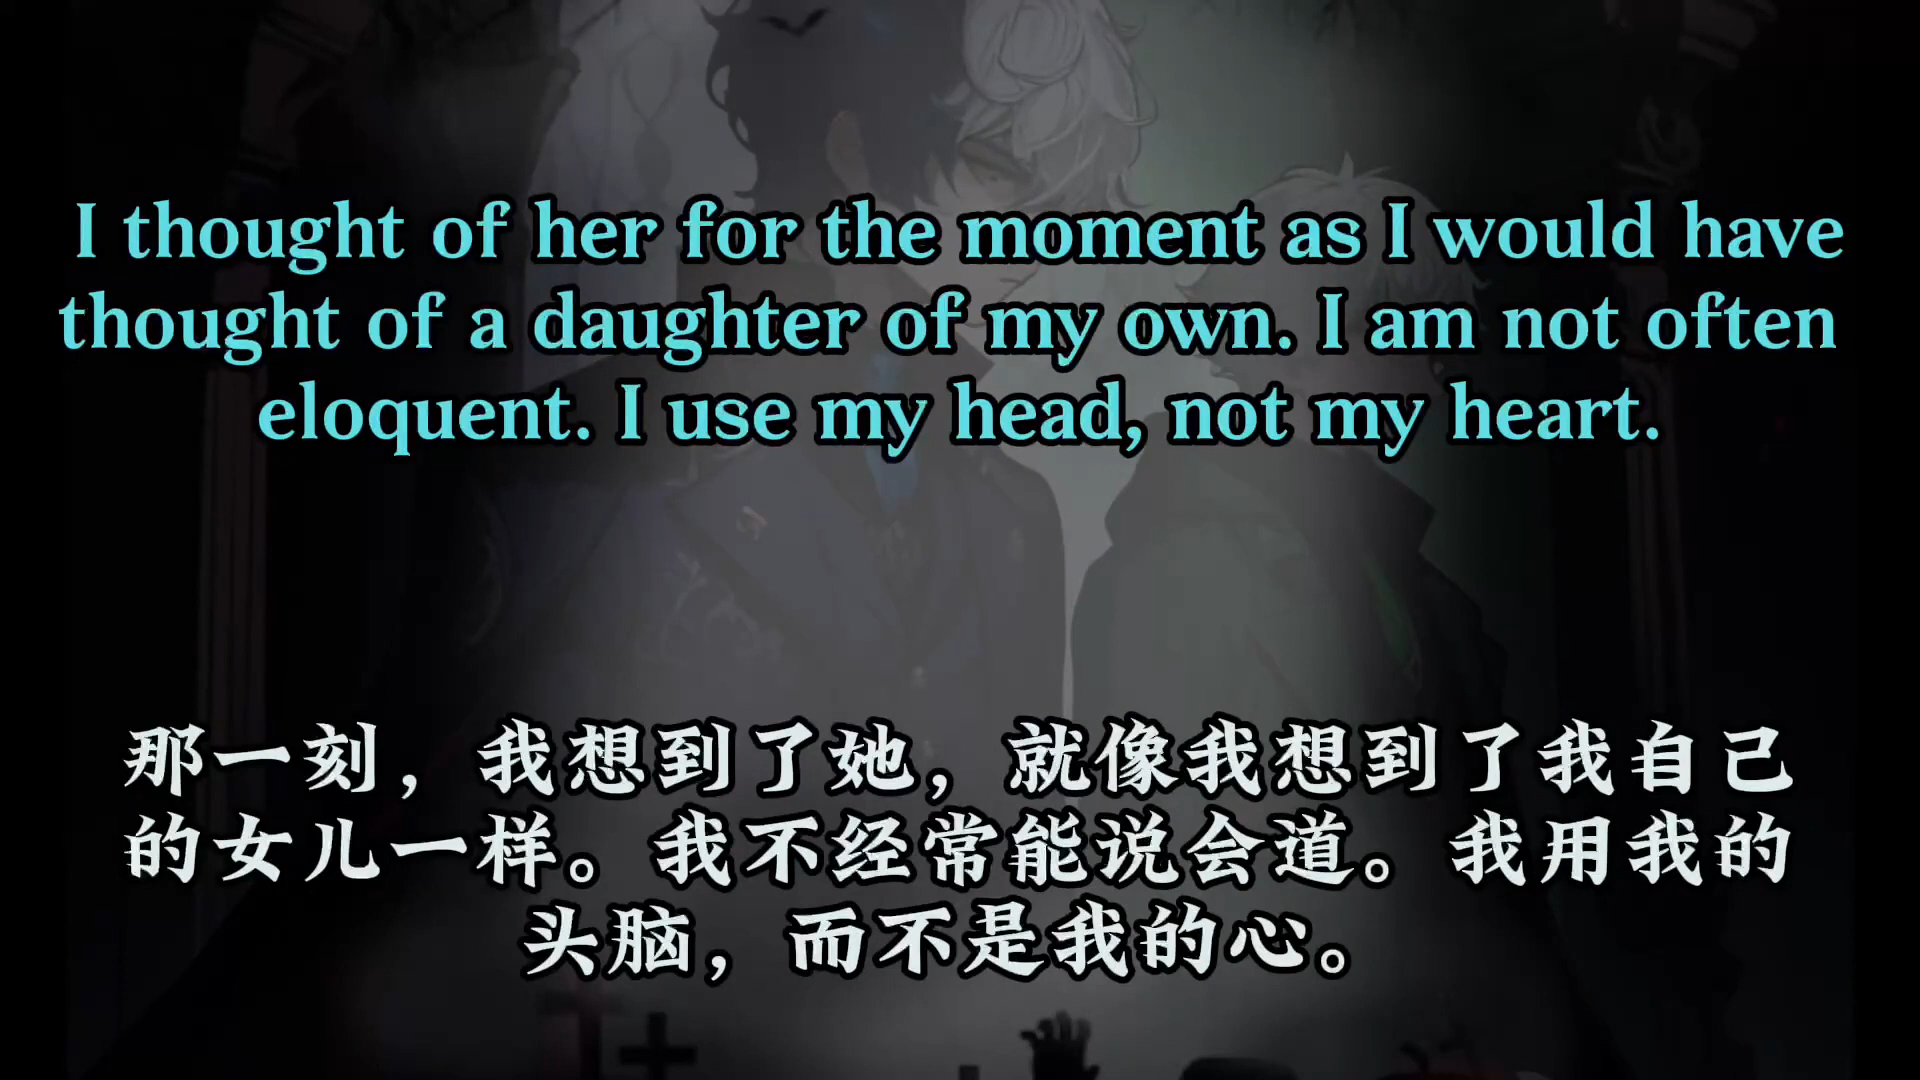 I thought of her for the moment as I would have
thought of a daughter of my own. I am not often
eloquent. I use my head, not my heart.
那一刻，我想到了她，就像我想到了我自己
的女儿一样。我不经常能说会道。我用我的
头脑，而不是我的心。